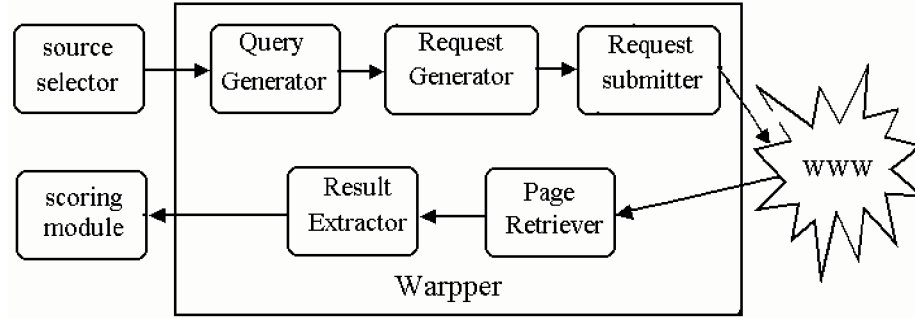 source
selector
Query
Generator
Request
Generator
Request
submitter
www
scoring
module
Result
Extractor
Page
Retriever
Warpper